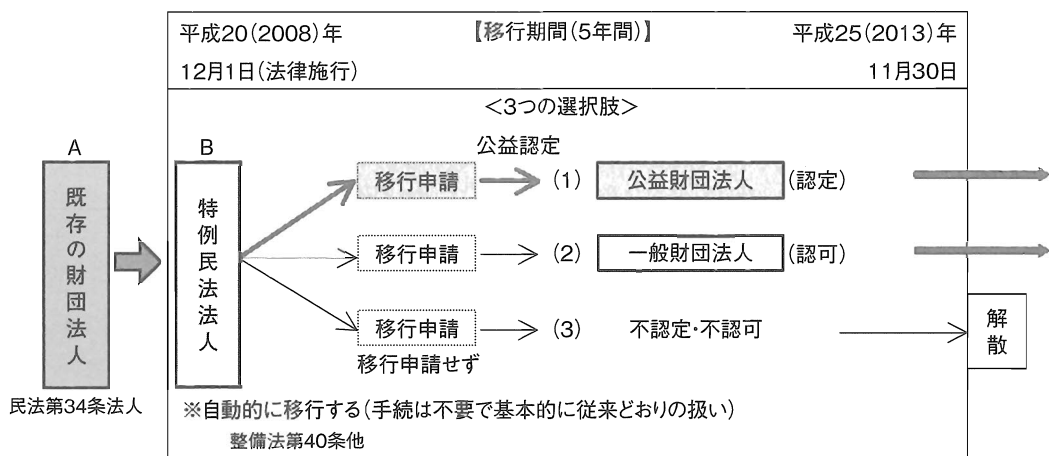 平成20(2008)年 【移行期間(5年間)】 平成25(2013)年
12月1日(法律施行) 11月30日
<3つの選択肢>
A
既存の財団法人
民法第34条法人
B
特例民法法人
公益認定
移行申請 (1) 公益財団法人 (認定)
移行申請 (2) 一般財団法人 (認可)
移行申請 (3) 不認定・不認可
移行申請せず
解散
※自動的に移行する(手続は不要で基本的に従来どおりの扱い)
整備法第40条他